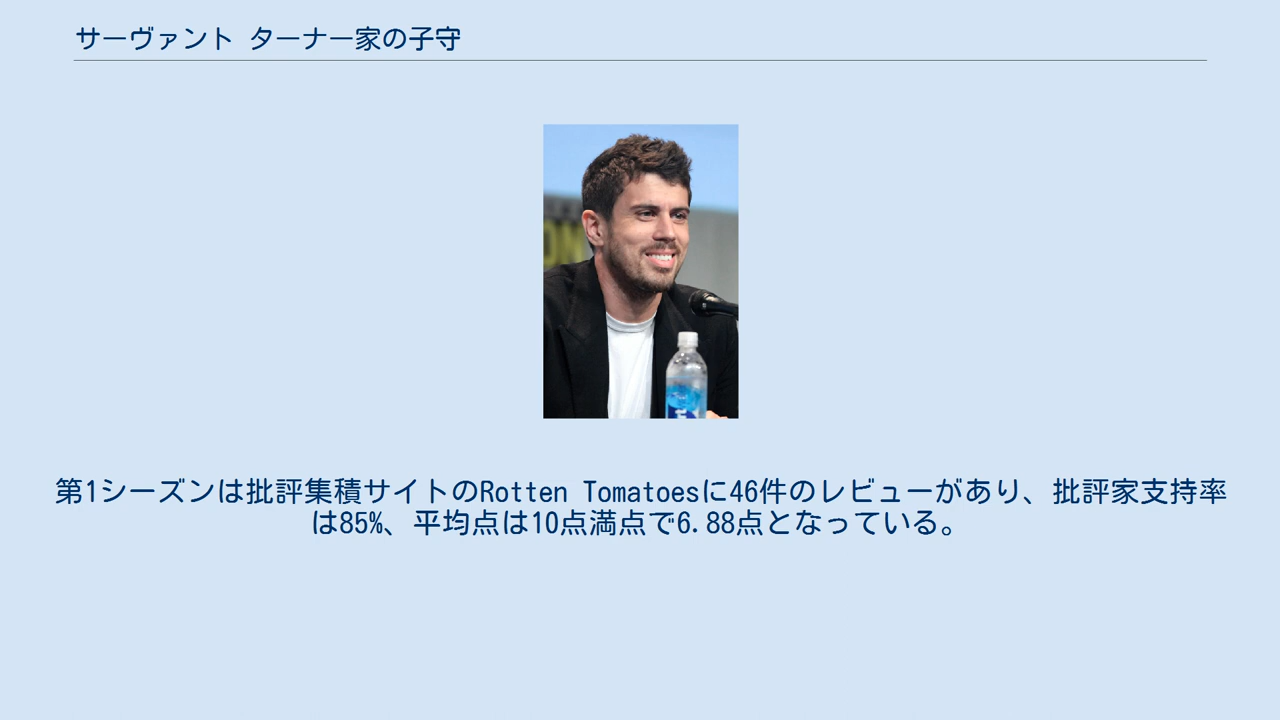 サーヴァント ターナー家の子守
第1シーズンは批評集積サイトのRotten Tomatoesに46件のレビューがあり、批評家支持率
は85%、平均点は10点満点で6.88点となっている。